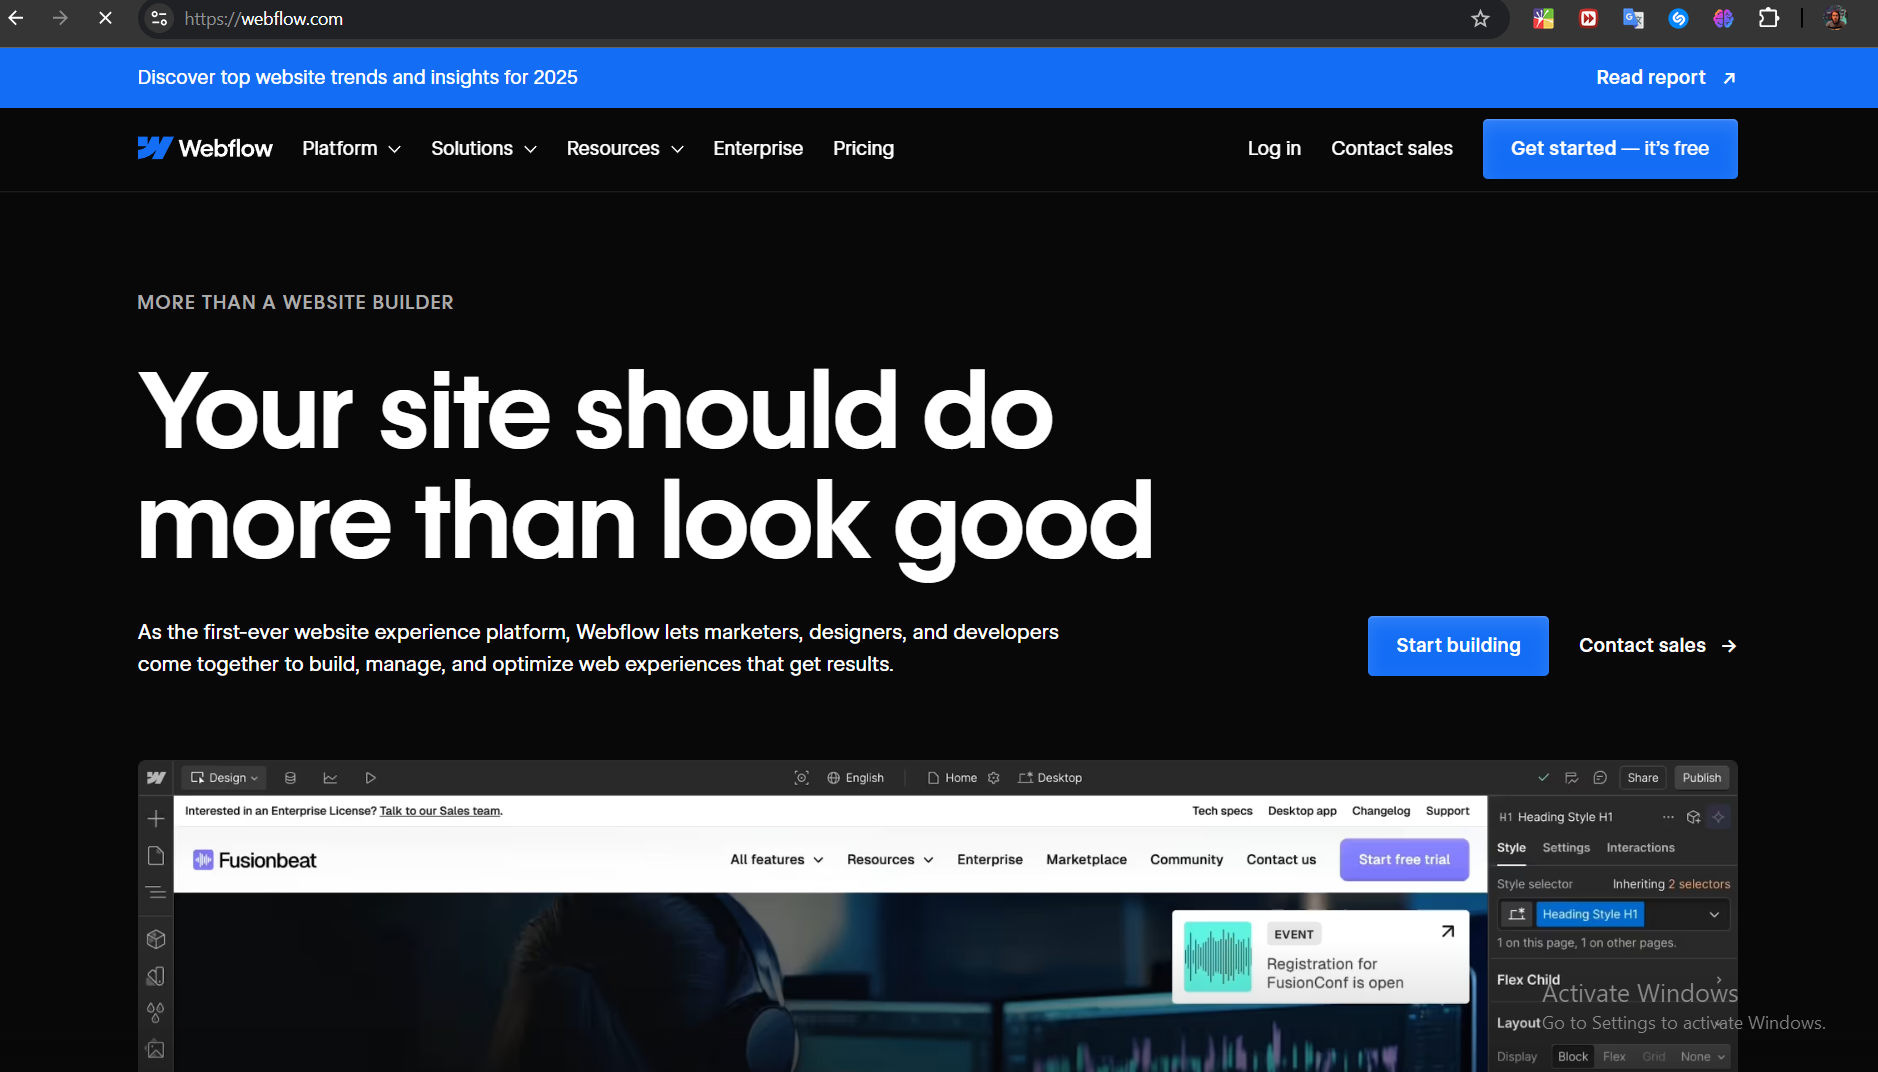 https://webflow.com
Discover top website trends and insights for 2025
Read report
Webflow Platform Solutions Resources Enterprise Pricing
Log in Contact sales Get started — it's free
MORE THAN A WEBSITE BUILDER
Your site should do
more than look good
As the first-ever website experience platform, Webflow lets marketers, designers, and developers
come together to build, manage, and optimize web experiences that get results.
Start building Contact sales
Design English Home Desktop Share Publish
Interested in an Enterprise License? Talk to our Sales team.
Tech specs Desktop app Changelog Support
Fusionbeat All features Resources Enterprise Marketplace Community Contact us Start free trial
EVENT
Registration for
FusionConf is open
H1 Heading Style H1
Style Settings Interactions
Style selector Inheriting 2 selectors
Heading Style H1
1 on this page, 1 on other pages.
Flex Child
Activate Windows
Layout
Go to Settings to activate Windows.
Display Block Flex Grid None